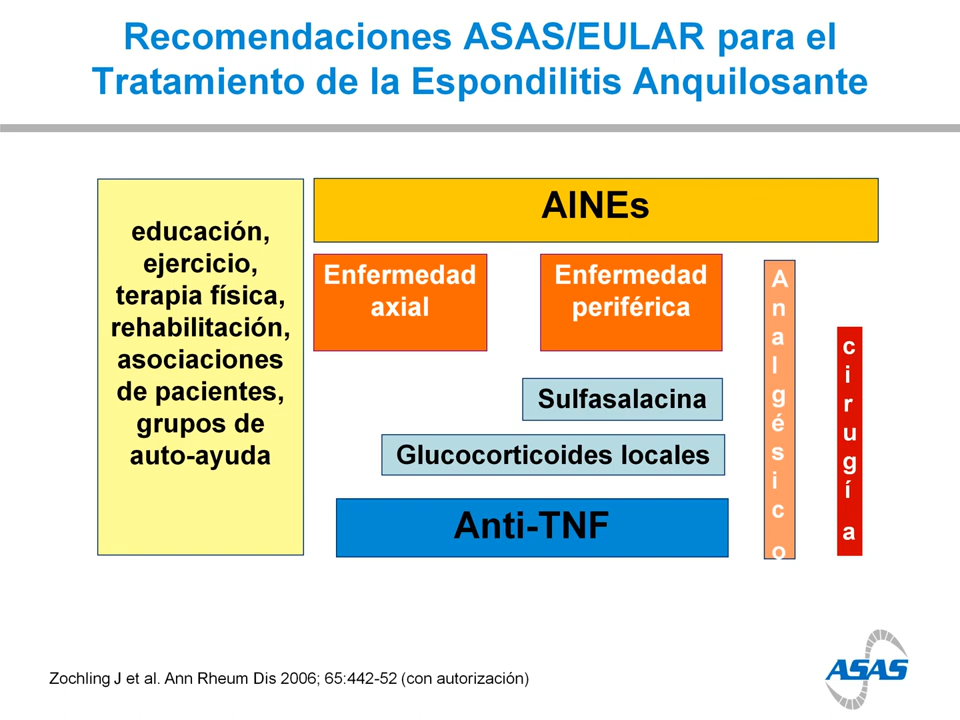 Recomendaciones ASAS/EULAR para el
Tratamiento de la Espondilitis Anquilosante
educación,
ejercicio,
terapia física,
rehabilitación,
asociaciones
de pacientes,
grupos de
auto-ayuda
AINEs
Enfermedad
axial
Enfermedad
periférica
Sulfasalacina
Glucocorticoides locales
Anti-TNF
Analgésico
cirugía
Zochling J et al. Ann Rheum Dis 2006; 65:442-52 (con autorización)
ASAS